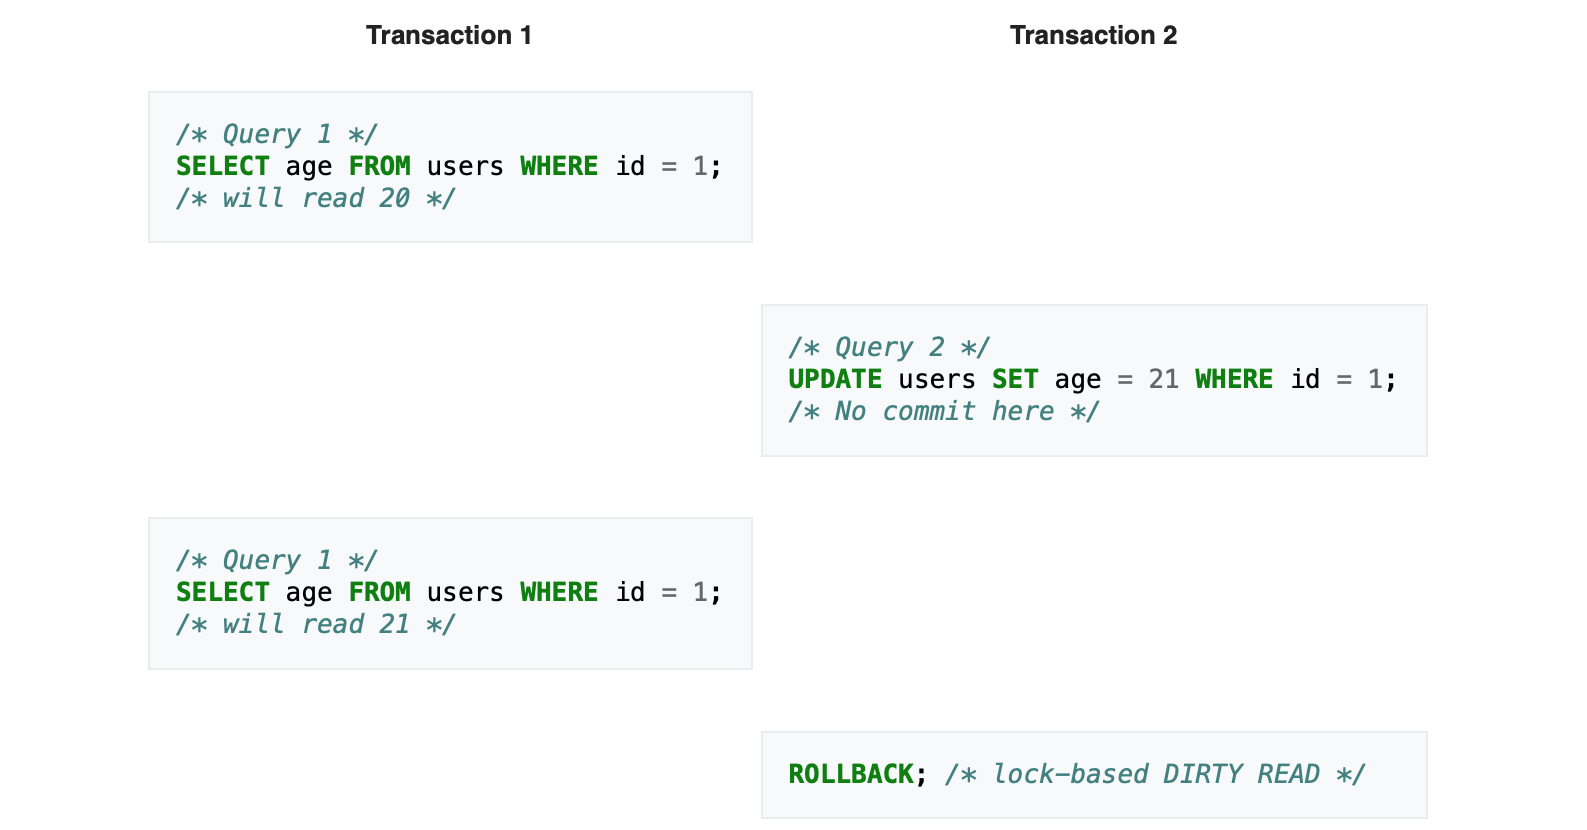 Transaction 1
Transaction 2
/* Query 1 */
SELECT age FROM users WHERE id = 1;
/* will read 20 */
/* Query 2 */
UPDATE users SET age = 21 WHERE id = 1;
/* No commit here */
/* Query 1 */
SELECT age FROM users WHERE id = 1;
/* will read 21 */
ROLLBACK; /* lock-based DIRTY READ */